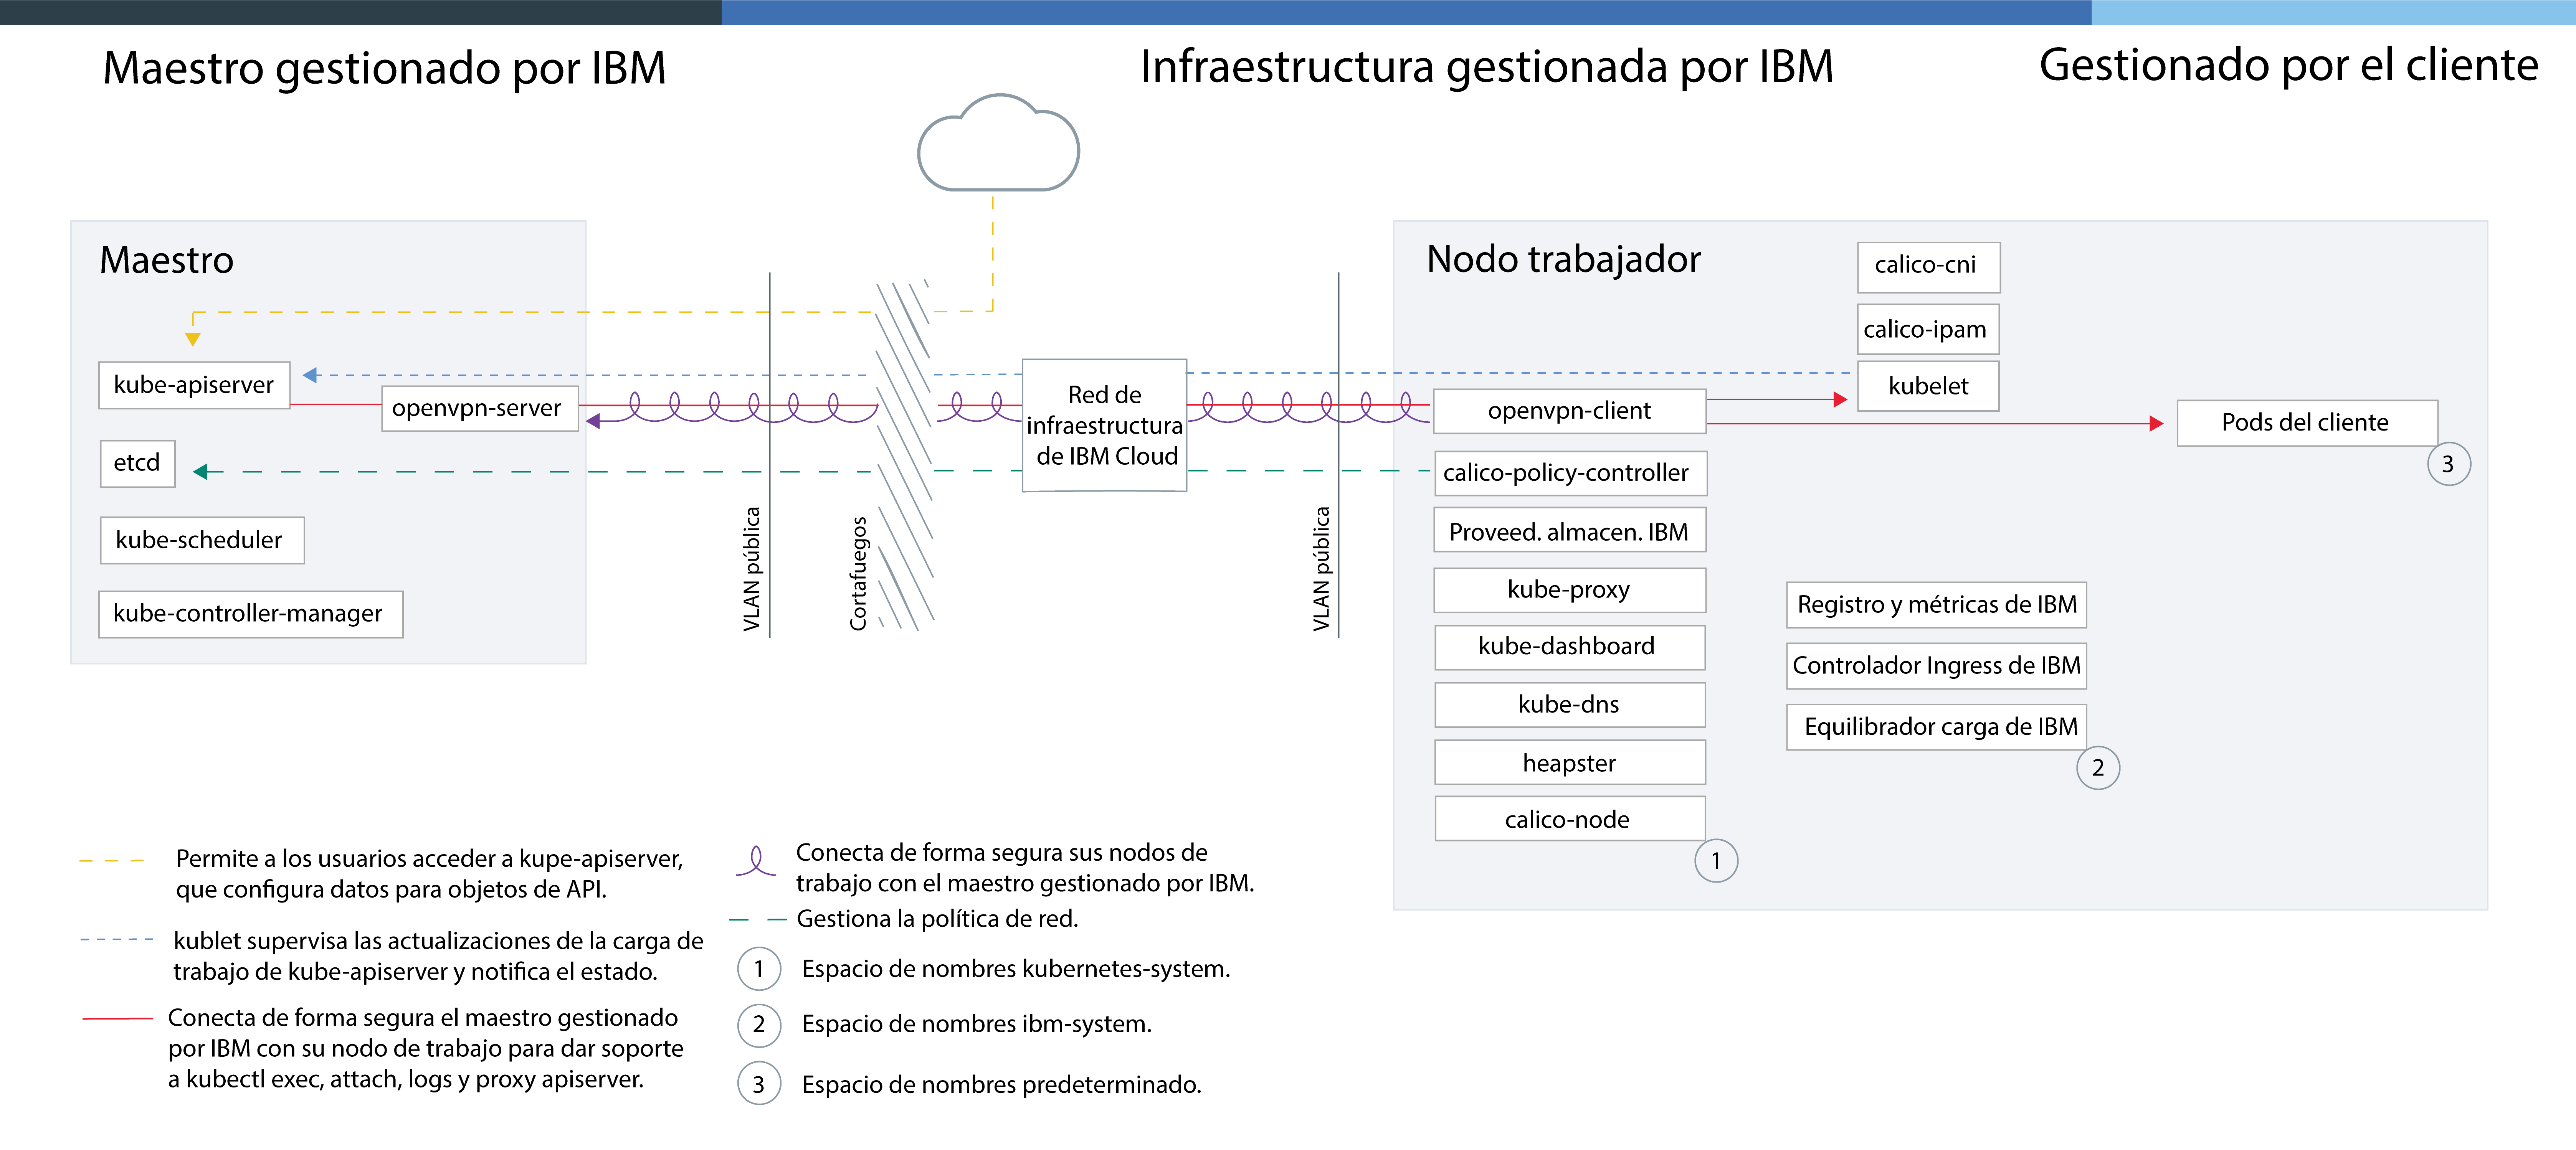 Maestro gestionado por IBM
Infraestructura gestionada por IBM
Gestionado por el cliente
Maestro
kube-apiserver
openvpn-server
etcd
kube-scheduler
kube-controller-manager
VLAN pública
Cortafuegos
Red de
infraestructura
de IBM Cloud
VLAN pública
Nodo trabajador
calico-cni
calico-ipam
kubelet
openvpn-client
calico-policy-controller
Proveed. almacen. IBM
kube-proxy
kube-dashboard
kube-dns
heapster
calico-node
1
Registro y métricas de IBM
Controlador Ingress de IBM
Equilibrador carga de IBM
2
Pods del cliente
3
Permite a los usuarios acceder a kupe-apiserver,
que configura datos para objetos de API.
kublet supervisa las actualizaciones de la carga de
trabajo de kube-apiserver y notifica el estado.
Conecta de forma segura el maestro gestionado
por IBM con su nodo de trabajo para dar soporte
a kubectl exec, attach, logs y proxy apiserver.
Conecta de forma segura sus nodos de
trabajo con el maestro gestionado por IBM.
Gestiona la política de red.
1 Espacio de nombres kubernetes-system.
2 Espacio de nombres ibm-system.
3 Espacio de nombres predeterminado.